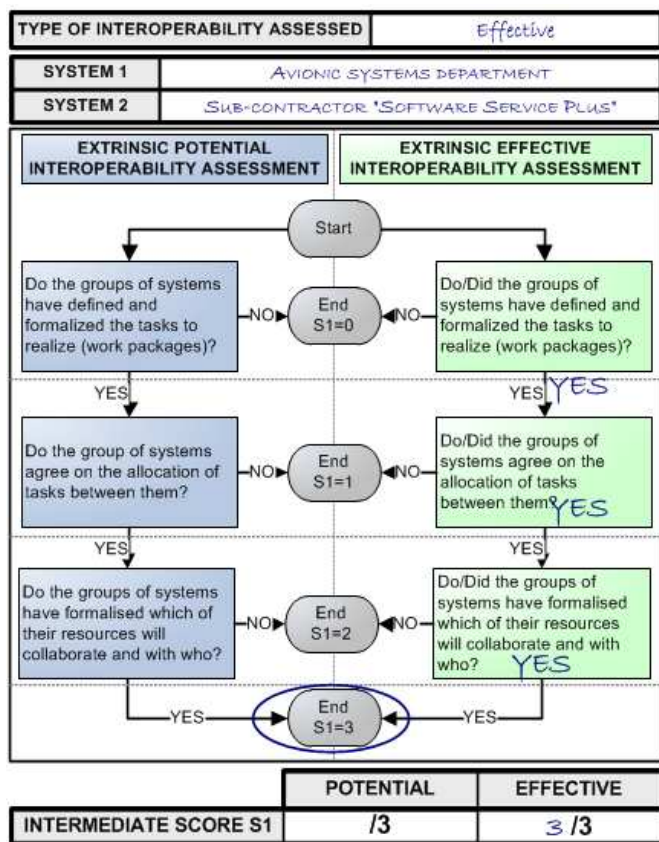 TYPE OF INTEROPERABILITY ASSESSED Effective
SYSTEM 1 AVIONIC SYSTEMS DEPARTMENT
SYSTEM 2 SUB-CONTRACTOR "SOFTWARE SERVICE PLUS"
EXTRINSIC POTENTIAL
INTEROPERABILITY ASSESSMENT
EXTRINSIC EFFECTIVE
INTEROPERABILITY ASSESSMENT
Start
Do the groups of systems
have defined and
formalized the tasks to
realize (work packages)?
NO
End
S1=0
NO
Do/Did the groups of
systems have defined and
formalized the tasks to
realize (work packages)?
YES
YES YES
Do the group of systems
agree on the allocation of
tasks between them?
NO
End
S1=1
NO
Do/Did the groups of
systems agree on the
allocation of tasks
between them? YES
YES
YES
Do the groups of systems
have formalised which of
their resources will
collaborate and with who?
NO
End
S1=2
NO
Do/Did the groups of
systems have formalised
which of their resources
will collaborate and with
who? YES
YES
End
S1=3
YES
POTENTIAL EFFECTIVE
INTERMEDIATE SCORE S1 /3 3 /3